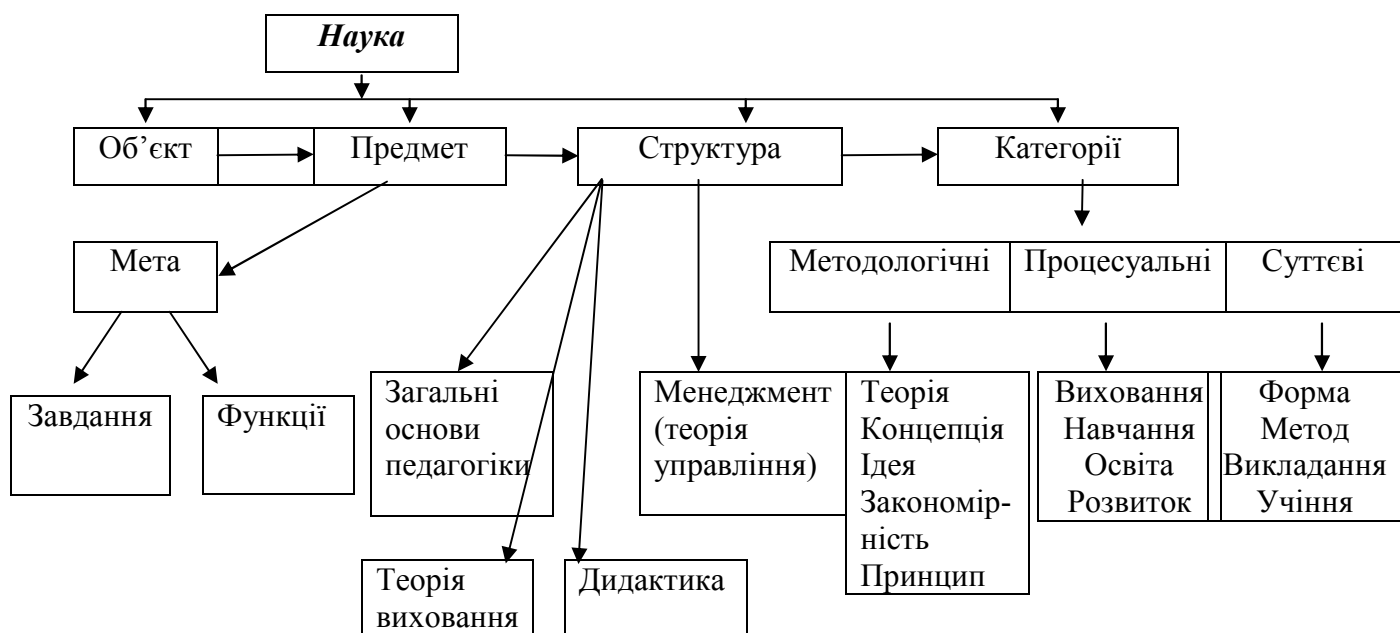 Наука
Об’єкт
Предмет
Структура
Категорії
Мета
Методологічні
Процесуальні
Суттєві
Завдання
Функції
Загальні
основи
педагогіки
Менеджмент
(теорія
управління)
Теорія
Концепція
Ідея
Закономір-
ність
Принцип
Виховання
Навчання
Освіта
Розвиток
Форма
Метод
Викладання
Учіння
Теорія
виховання
Дидактика